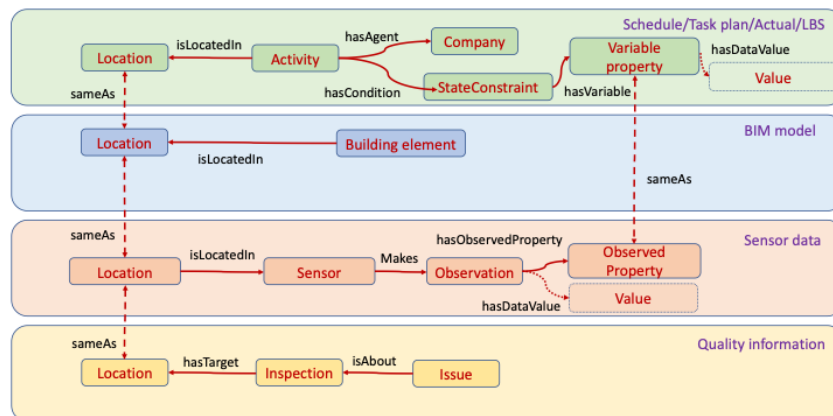 Schedule/Task plan/Actual/LBS
isLocatedIn
hasAgent
Company
Location
Activity
Variable
property
hasDataValue
Value
hasCondition
StateConstraint
hasVariable
sameAs
BIM model
Location
Building element
isLocatedIn
sameAs
sameAs
Sensor data
hasObservedProperty
isLocatedIn
Makes
Location
Sensor
Observation
Observed
Property
Value
hasDataValue
sameAs
Quality information
hasTarget
isAbout
Location
Inspection
Issue